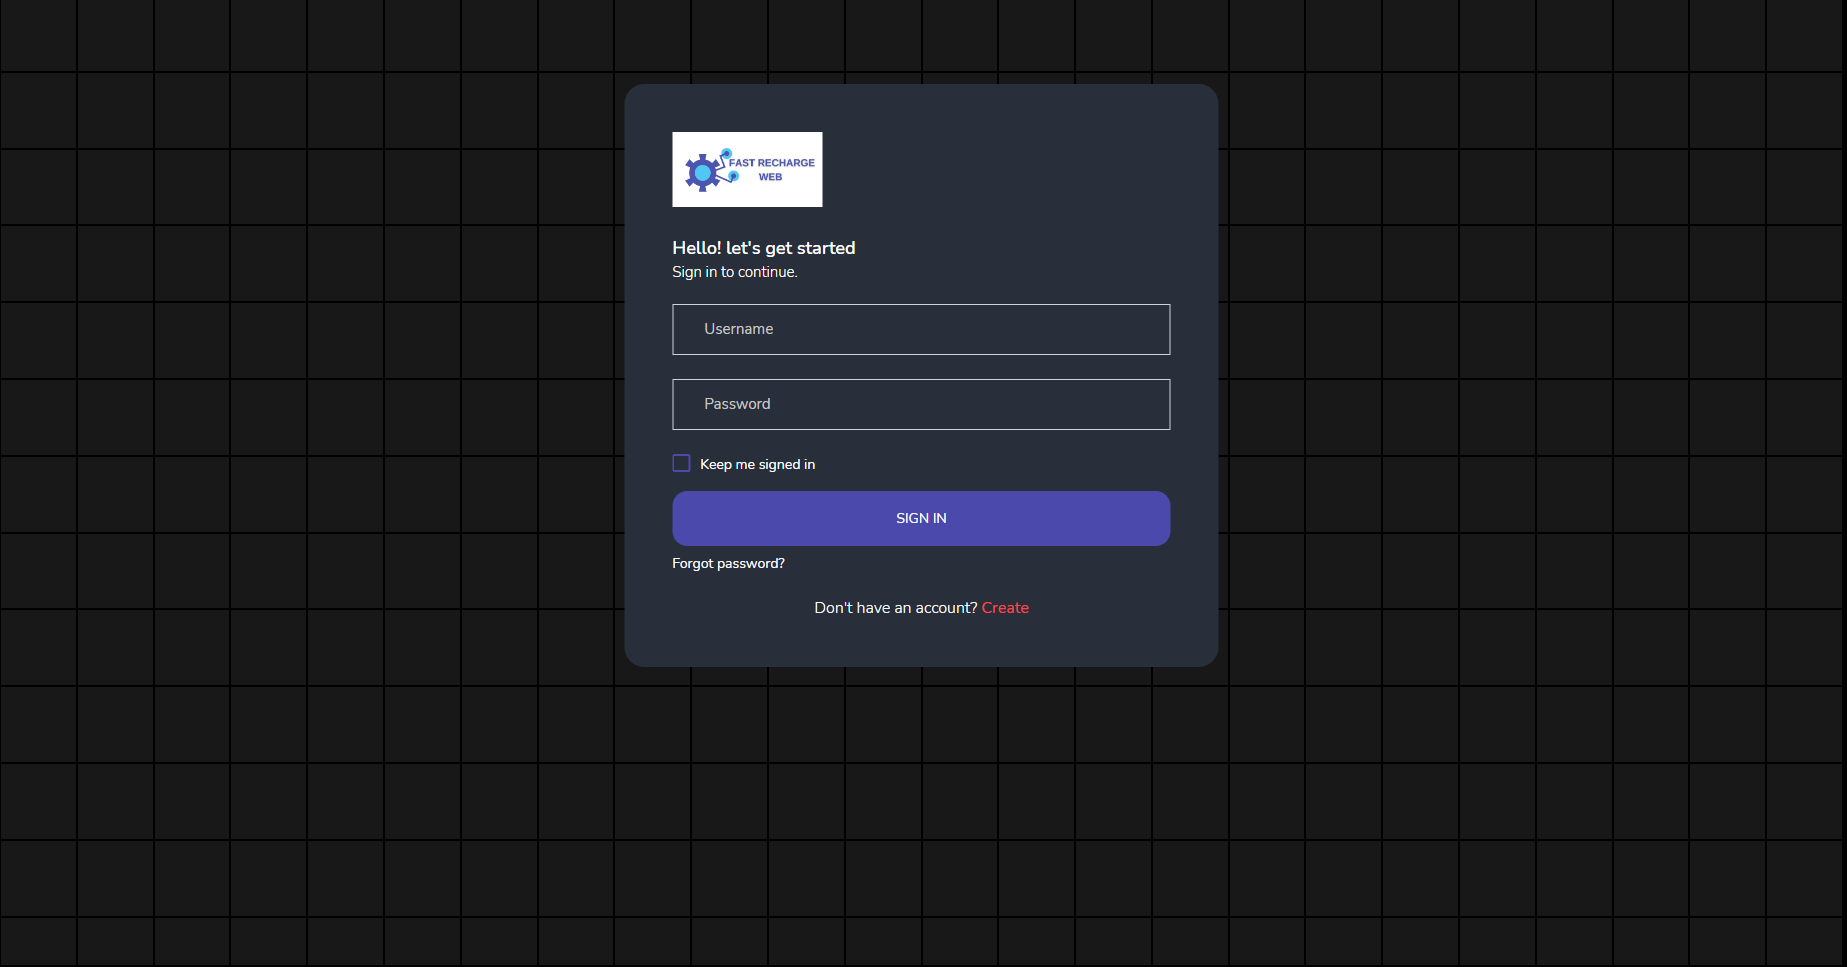 FAST RECHARGE
WEB
Hello! let's get started
Sign in to continue.
Username
Password
Keep me signed in
SIGN IN
Forgot password?
Don't have an account? Create